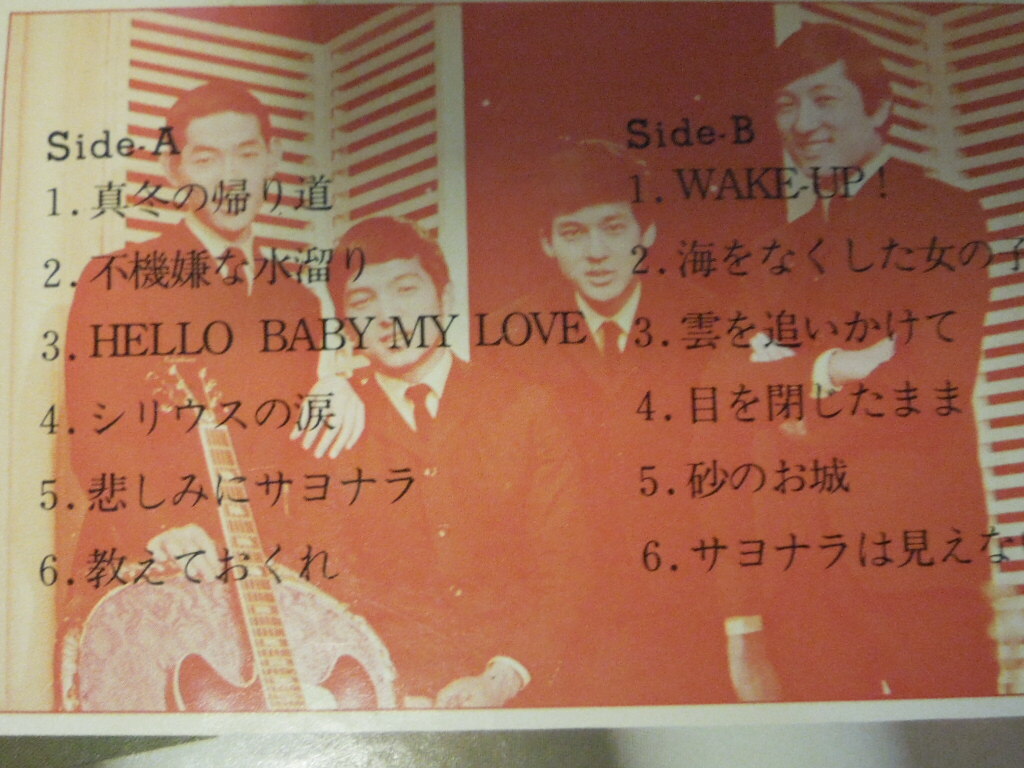 Side-A
1. 真冬の帰り道
2. 不機嫌な水溜り
3. HELLO BABY MY LOVE
4. シリウスの涙
5. 悲しみにサヨナラ
6. 教えておくれ
Side-B
1. WAKE-UP!
2. 海をなくした女の子
3. 雲を追いかけて
4. 目を閉じたまま
5. 砂のお城
6. サヨナラは見えな